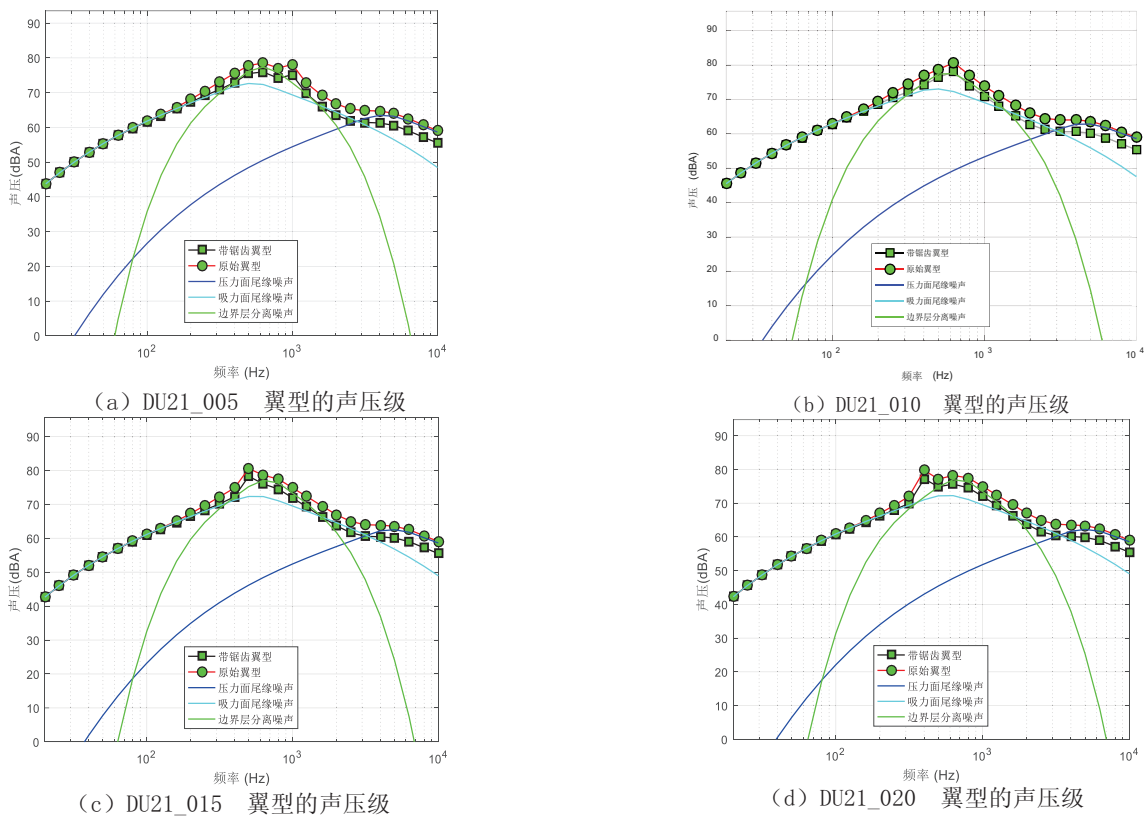 90
80
70
60
50
40
30
20
10
0
声压(dBA)
带锯齿翼型
原始翼型
压力面尾缘噪声
吸力面尾缘噪声
边界层分离噪声
10²
10³
10⁴
频率 (Hz)
（a）DU21_005 翼型的声压级
90
80
70
60
50
40
30
20
10
0
声压 (dBA)
带锯齿翼型
原始翼型
压力面尾缘噪声
吸力面尾缘噪声
边界层分离噪声
10²
10³
10⁴
频率 (Hz)
（b）DU21_010 翼型的声压级
90
80
70
60
50
40
30
20
10
0
声压(dBA)
带锯齿翼型
原始翼型
压力面尾缘噪声
吸力面尾缘噪声
边界层分离噪声
10²
10³
10⁴
频率 (Hz)
（c）DU21_015 翼型的声压级
90
80
70
60
50
40
30
20
10
0
声压(dBA)
带锯齿翼型
原始翼型
压力面尾缘噪声
吸力面尾缘噪声
边界层分离噪声
10²
10³
10⁴
频率 (Hz)
（d）DU21_020 翼型的声压级